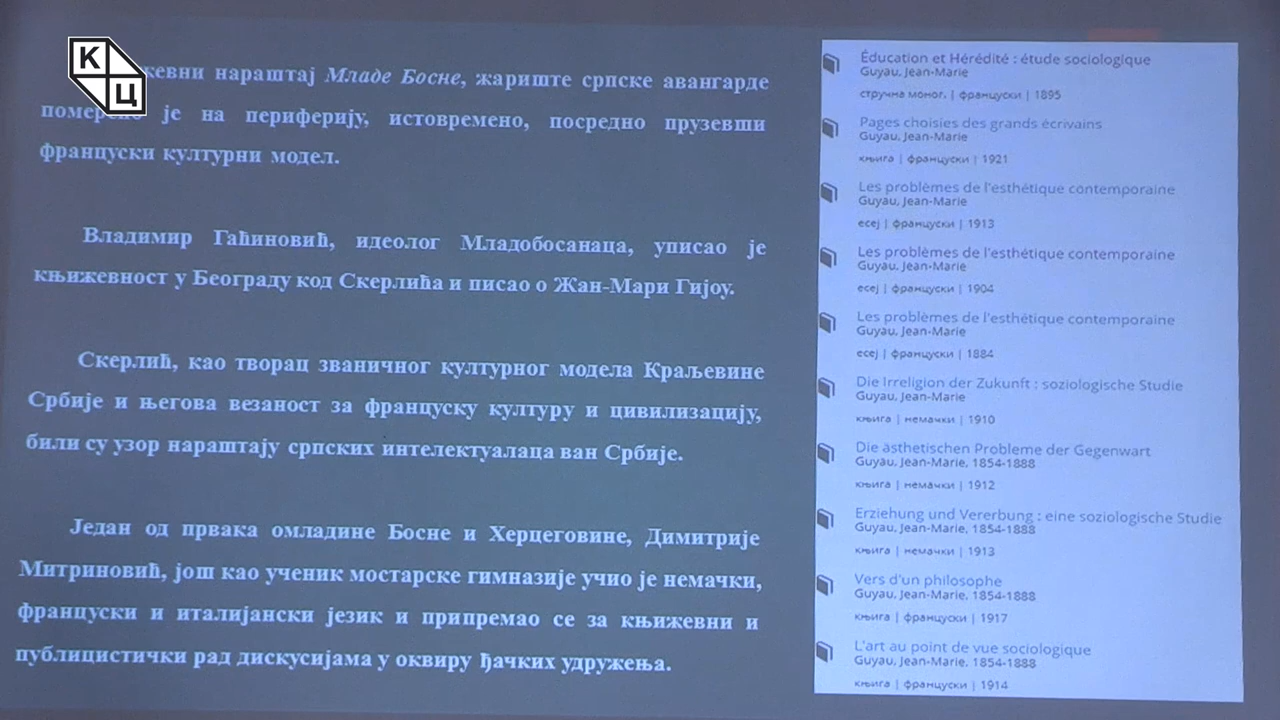 К
Ц
жевни нараштај Младе Босне, жариште српске авангарде
померено је на периферију, истовремено, посредно прузевши
француски културни модел.
Владимир Гаћиновић, идеолог Младобосанаца, уписао је
књижевност у Београду код Скерлића и писао о Жан-Мари Гијоу.
Скерлић, као творац званичног културног модела Краљевине
Србије и његова везаност за француску културу и цивилизацију,
били су узор нараштају српских интелектуалаца ван Србије.
Један од првака омладине Босне и Херцеговине, Димитрије
Митриновић, још као ученик мостарске гимназије учио је немачки,
француски и италијански језик и припремао се за књижевни и
публицистички рад дискусијама у оквиру ђачких удружења.
Éducation et Hérédité : étude sociologique
Guyau, Jean-Marie
стручна моног. | француски | 1895
Pages choisies des grands écrivains
Guyau, Jean-Marie
књига | француски | 1921
Les problèmes de l'esthétique contemporaine
Guyau, Jean-Marie
есеј | француски | 1913
Les problèmes de l'esthétique contemporaine
Guyau, Jean-Marie
есеј | француски | 1904
Les problèmes de l'esthétique contemporaine
Guyau, Jean-Marie
есеј | француски | 1884
Die Irreligion der Zukunft : soziologische Studie
Guyau, Jean-Marie
књига | немачки | 1910
Die ästhetischen Probleme der Gegenwart
Guyau, Jean-Marie, 1854-1888
књига | немачки | 1912
Erziehung und Vererbung : eine soziologische Studie
Guyau, Jean-Marie, 1854-1888
књига | немачки | 1913
Vers d'un philosophe
Guyau, Jean-Marie, 1854-1888
књига | француски | 1917
L'art au point de vue sociologique
Guyau, Jean-Marie, 1854-1888
књига | француски | 1914